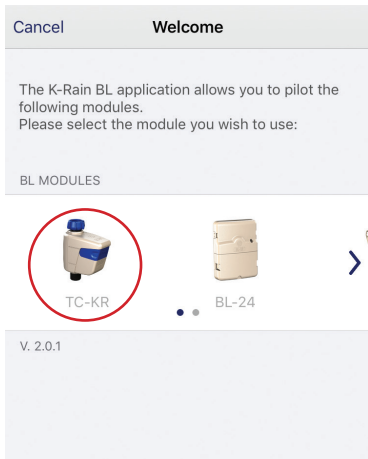 Cancel Welcome
The K-Rain BL application allows you to pilot the
following modules.
Please select the module you wish to use:
BL MODULES
TC-KR BL-24
V. 2.0.1